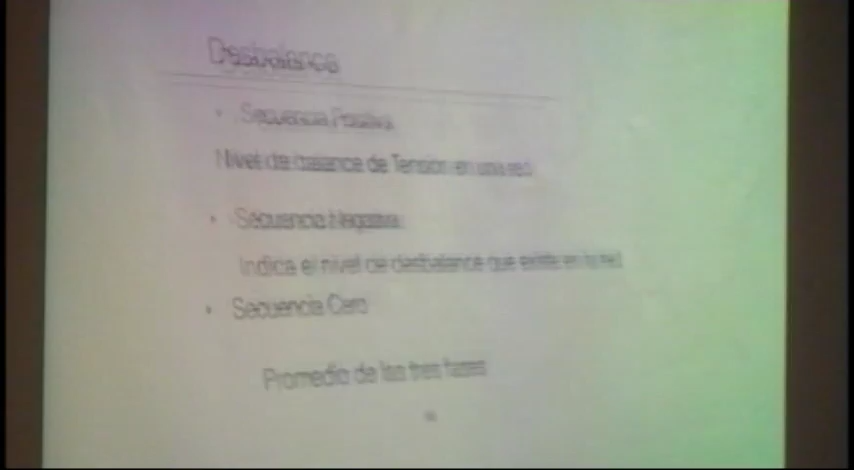 Desbalance
• Secuencia Positiva
Nivel de balance de Tensión en una red
• Secuencia Negativa
Indica el nivel de desbalance que existe en la red
• Secuencia Cero
Promedio de las tres fases